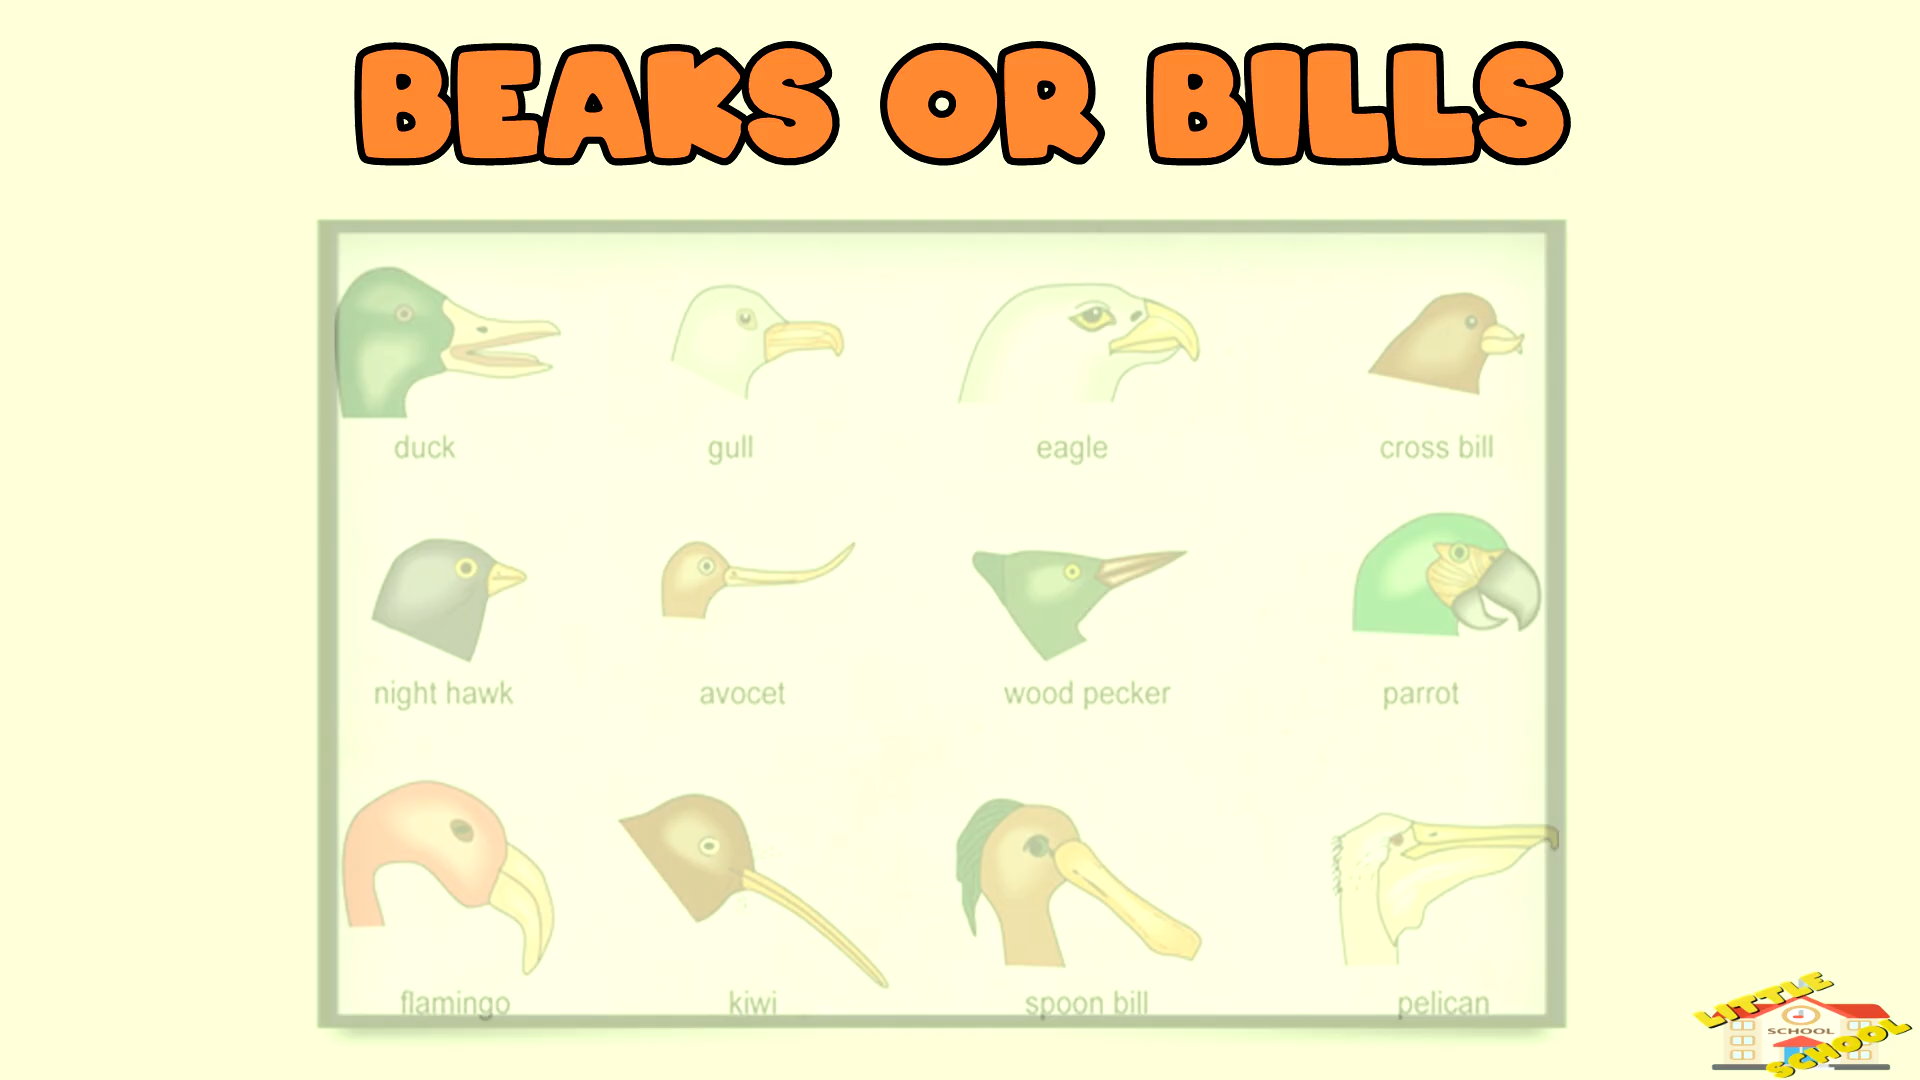 BEAKS OR BILLS
duck gull eagle cross bill
night hawk avocet wood pecker parrot
flamingo kiwi spoon bill pelican
LITTLE
SCHOOL
SCHOOL